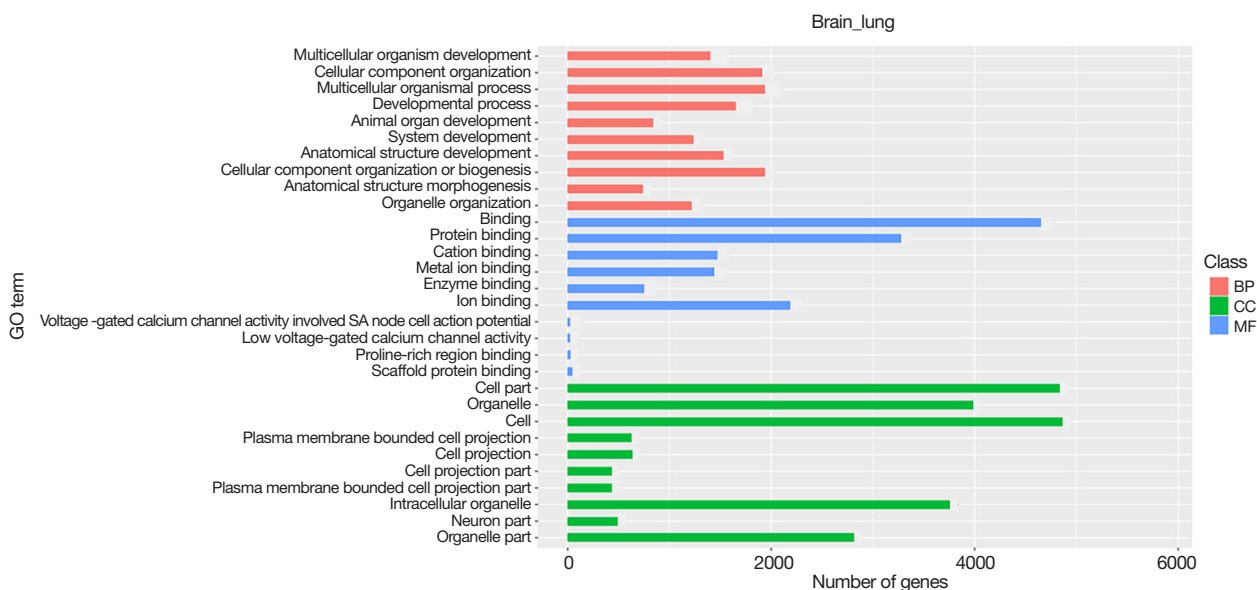 Brain_lung
GO term
Multicellular organism development
Cellular component organization
Multicellular organismal process
Developmental process
Animal organ development
System development
Anatomical structure development
Cellular component organization or biogenesis
Anatomical structure morphogenesis
Organelle organization
Binding
Protein binding
Cation binding
Metal ion binding
Enzyme binding
Ion binding
Voltage -gated calcium channel activity involved SA node cell action potential
Low voltage-gated calcium channel activity
Proline-rich region binding
Scaffold protein binding
Cell part
Organelle
Cell
Plasma membrane bounded cell projection
Cell projection
Cell projection part
Plasma membrane bounded cell projection part
Intracellular organelle
Neuron part
Organelle part
0 2000 4000 6000
Number of genes
Class
BP
CC
MF